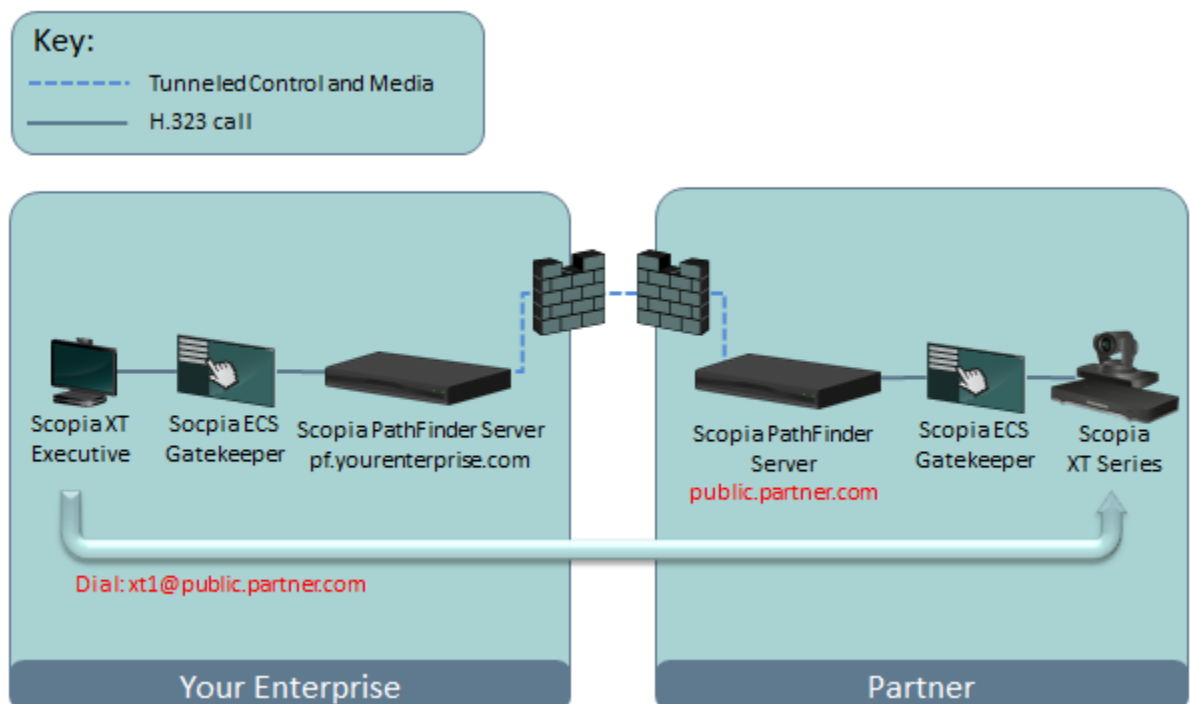 Key:
Tunneled Control and Media
H.323 call
Scopia XT
Executive
Socpia ECS
Gatekeeper
Scopia PathFinder Server
pf.yourenterprise.com
Scopia PathFinder
Server
public.partner.com
Scopia ECS
Gatekeeper
Scopia
XT Series
Dial: xt1@public.partner.com
Your Enterprise
Partner